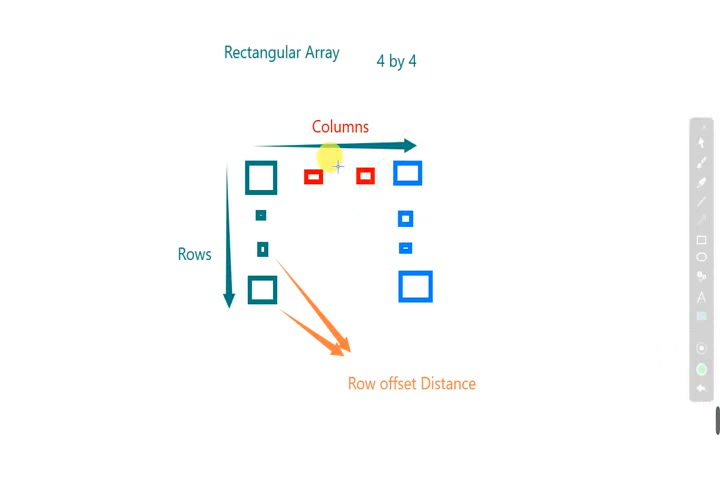 Rectangular Array
4 by 4
Columns
Rows
Row offset Distance
A